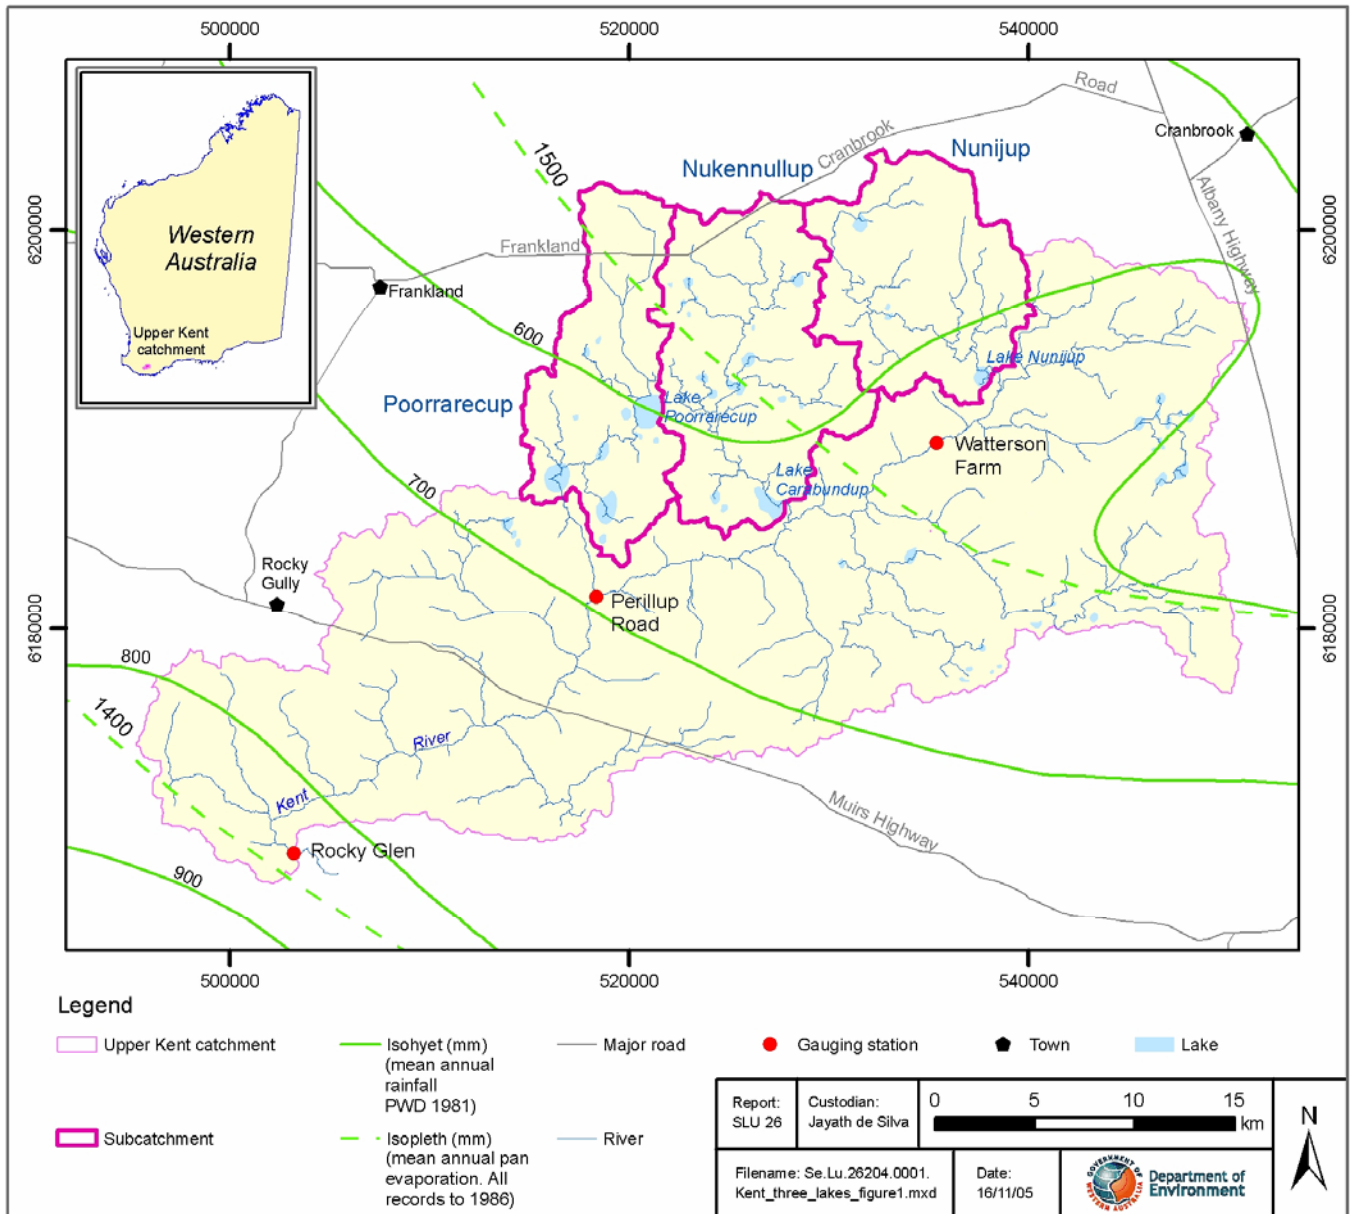 500000
520000
540000
6200000
6200000
6180000
6180000
Western
Australia
Upper Kent
catchment
Road
Cranbrook
Cranbrook
Albany Highway
Nunijup
Nukennullup
1500
Frankland
Frankland
600
Lake Nunijup
Lake
Poorrarecup
Poorrarecup
Watterson
Farm
Lake
Carabundup
700
Rocky
Gully
Perillup
Road
800
1400
River
Kent
Muirs Highway
Rocky Glen
900
500000
520000
540000
Legend
Upper Kent catchment
Isohyet (mm)
(mean annual
rainfall
PWD 1981)
Major road
Gauging station
Town
Lake
Subcatchment
Isopleth (mm)
(mean annual pan
evaporation. All
records to 1986)
River
Report:
SLU 26
Custodian:
Jayath de Silva
0 5 10 15
km
N
Filename: Se.Lu.26204.0001.
Kent_three_lakes_figure1.mxd
Date:
16/11/05
GOVERNMENT OF
WESTERN AUSTRALIA
Department of
Environment